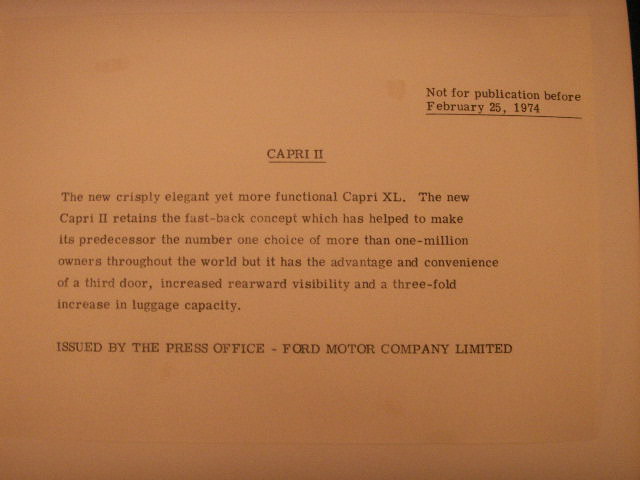 Not for publication before
February 25, 1974
CAPRI II
The new crisply elegant yet more functional Capri XL. The new
Capri II retains the fast-back concept which has helped to make
its predecessor the number one choice of more than one-million
owners throughout the world but it has the advantage and convenience
of a third door, increased rearward visibility and a three-fold
increase in luggage capacity.
ISSUED BY THE PRESS OFFICE - FORD MOTOR COMPANY LIMITED